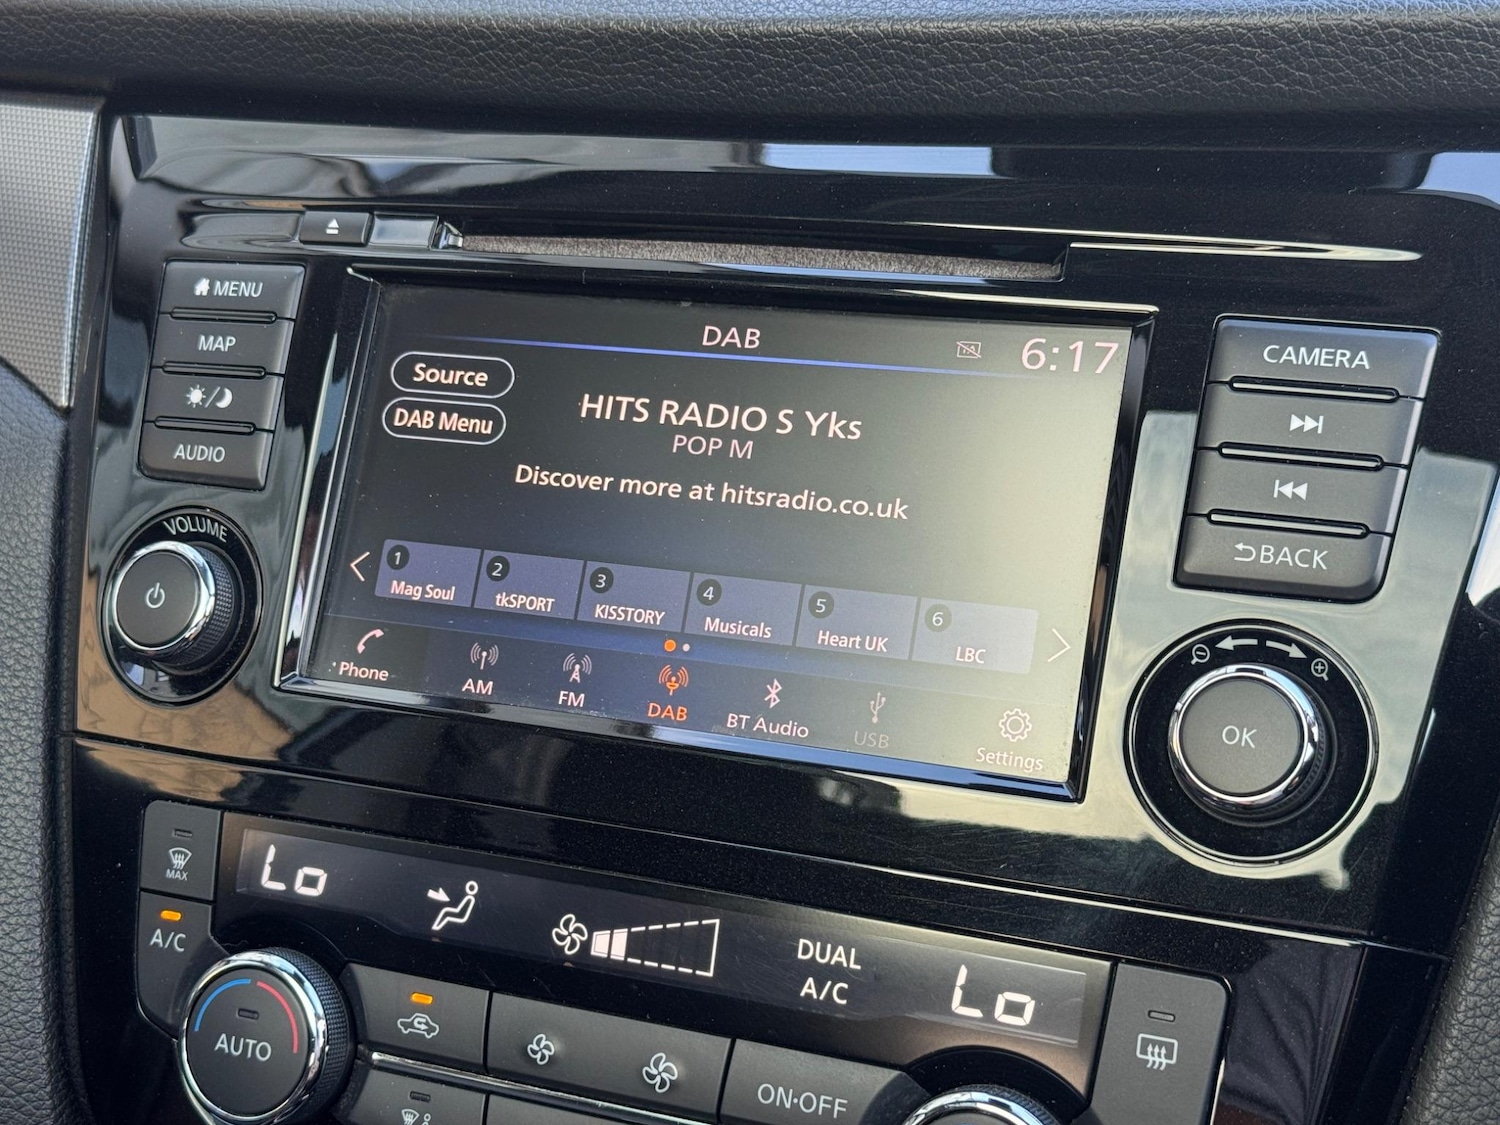 MENU
MAP
AUDIO
VOLUME
DAB
TA
6:17
Source
DAB Menu
HITS RADIO S Yks
POP M
Discover more at hitsradio.co.uk
1
Mag Soul
2
tkSPORT
3
KISSTORY
4
Musicals
5
Heart UK
6
LBC
Phone
AM
FM
DAB
BT Audio
USB
Settings
CAMERA
BACK
OK
MAX
A/C
Lo
DUAL
A/C
Lo
AUTO
ON·OFF